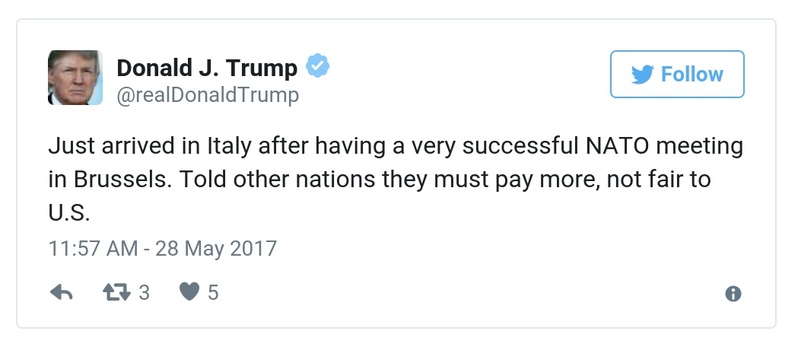 Donald J. Trump
@realDonaldTrump
Follow
Just arrived in Italy after having a very successful NATO meeting
in Brussels. Told other nations they must pay more, not fair to
U.S.
11:57 AM - 28 May 2017
3 5